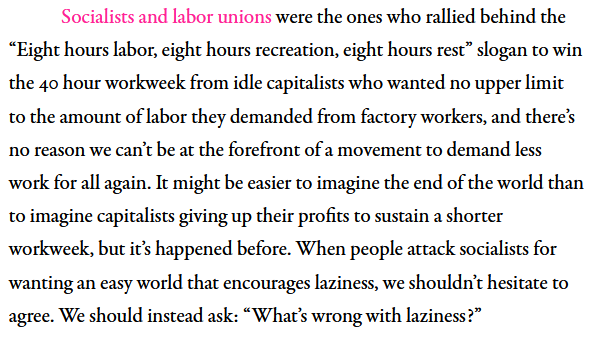 Socialists and labor unions were the ones who rallied behind the
“Eight hours labor, eight hours recreation, eight hours rest” slogan to win
the 40 hour workweek from idle capitalists who wanted no upper limit
to the amount of labor they demanded from factory workers, and there’s
no reason we can’t be at the forefront of a movement to demand less
work for all again. It might be easier to imagine the end of the world than
to imagine capitalists giving up their profits to sustain a shorter
workweek, but it’s happened before. When people attack socialists for
wanting an easy world that encourages laziness, we shouldn’t hesitate to
agree. We should instead ask: “What’s wrong with laziness?”